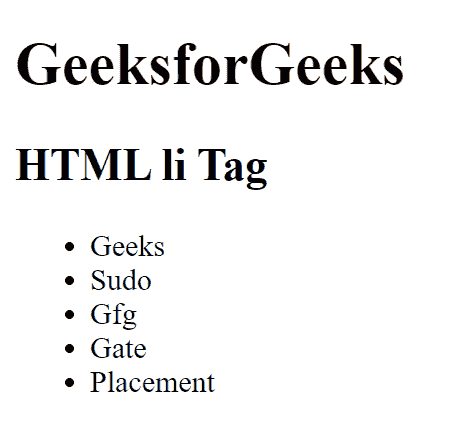 GeeksforGeeks
HTML li Tag
• Geeks
• Sudo
• Gfg
• Gate
• Placement